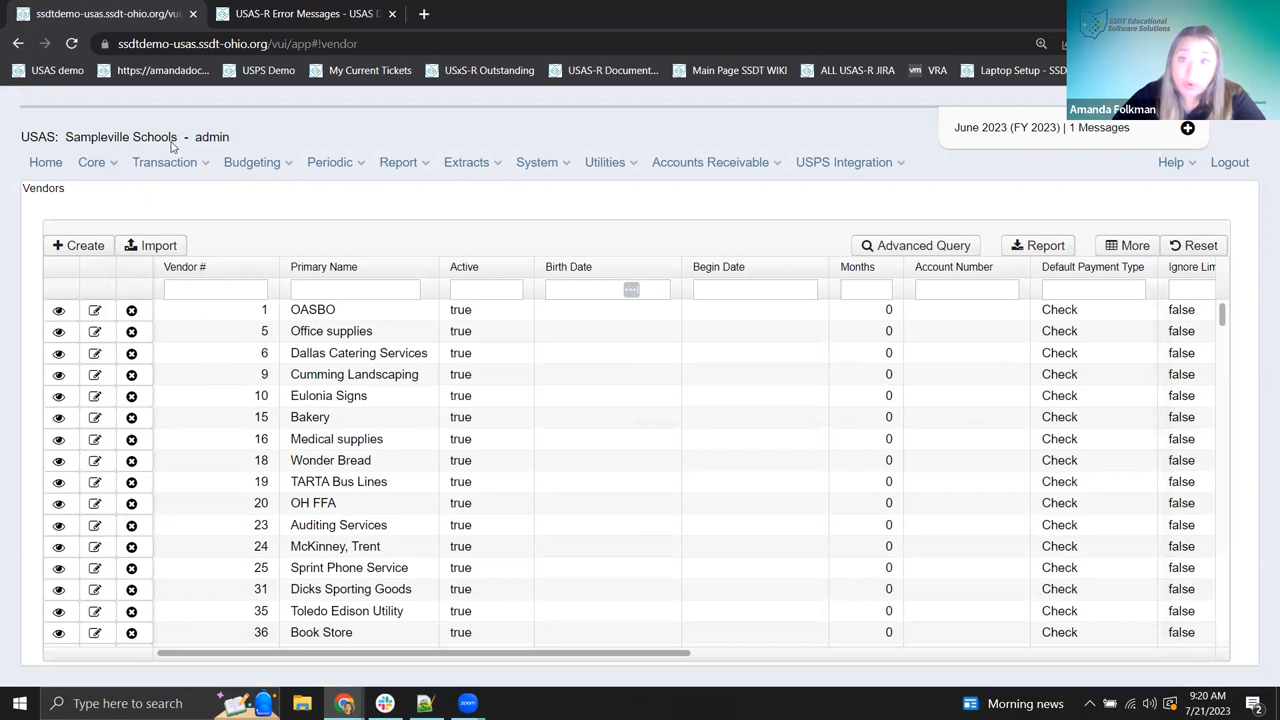 ssdtdemo-usas.ssdt-ohio.org/vui/
USAS-R Error Messages - USAS D
ssdtdemo-usas.ssdt-ohio.org/vui/app#!vendor
USAS demo
https://amandadoc...
USPS Demo
My Current Tickets
USxS-R Outstanding
USAS-R Document...
Main Page SSDT WIKI
ALL USAS-R JIRA
vm VRA
Laptop Setup - SSD
SSDT Educational
Software Solutions
Amanda Folkman
USAS: Sampleville Schools - admin
June 2023 (FY 2023) | 1 Messages
Home Core Transaction Budgeting Periodic Report Extracts System Utilities Accounts Receivable USPS Integration Help Logout
Vendors
Create Import Advanced Query Report More Reset
Vendor # Primary Name Active Birth Date Begin Date Months Account Number Default Payment Type Ignore Lim
1 OASBO true 0 Check false
5 Office supplies true 0 Check false
6 Dallas Catering Services true 0 Check false
9 Cumming Landscaping true 0 Check false
10 Eulonia Signs true 0 Check false
15 Bakery true 0 Check false
16 Medical supplies true 0 Check false
18 Wonder Bread true 0 Check false
19 TARTA Bus Lines true 0 Check false
20 OH FFA true 0 Check false
23 Auditing Services true 0 Check false
24 McKinney, Trent true 0 Check false
25 Sprint Phone Service true 0 Check false
31 Dicks Sporting Goods true 0 Check false
35 Toledo Edison Utility true 0 Check false
36 Book Store true 0 Check false
Type here to search
zoom
Morning news
9:20 AM
7/21/2023
2